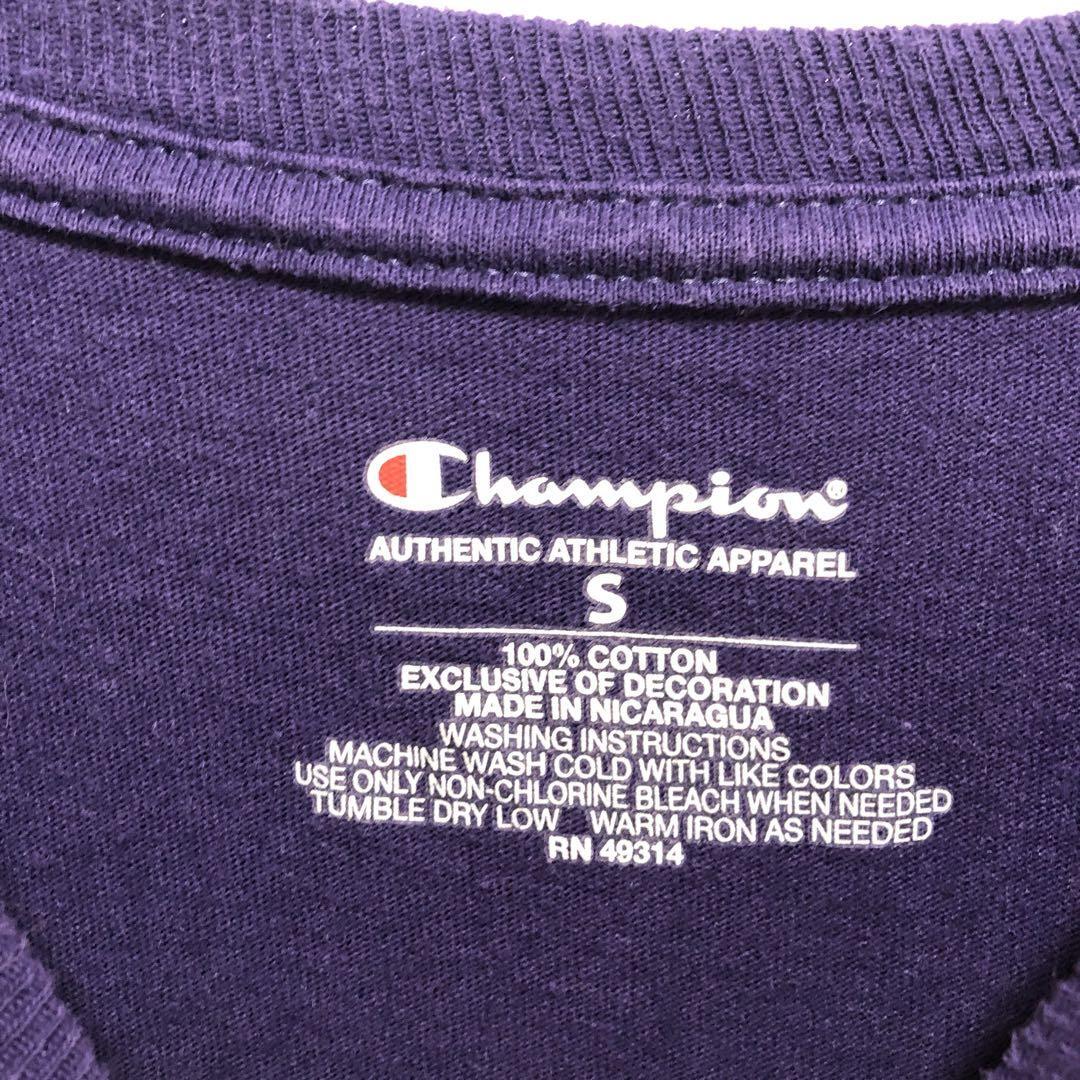 Champion®
AUTHENTIC ATHLETIC APPAREL
S
100% COTTON
EXCLUSIVE OF DECORATION
MADE IN NICARAGUA
WASHING INSTRUCTIONS
MACHINE WASH COLD WITH LIKE COLORS
USE ONLY NON-CHLORINE BLEACH WHEN NEEDED
TUMBLE DRY LOW WARM IRON AS NEEDED
RN 49314